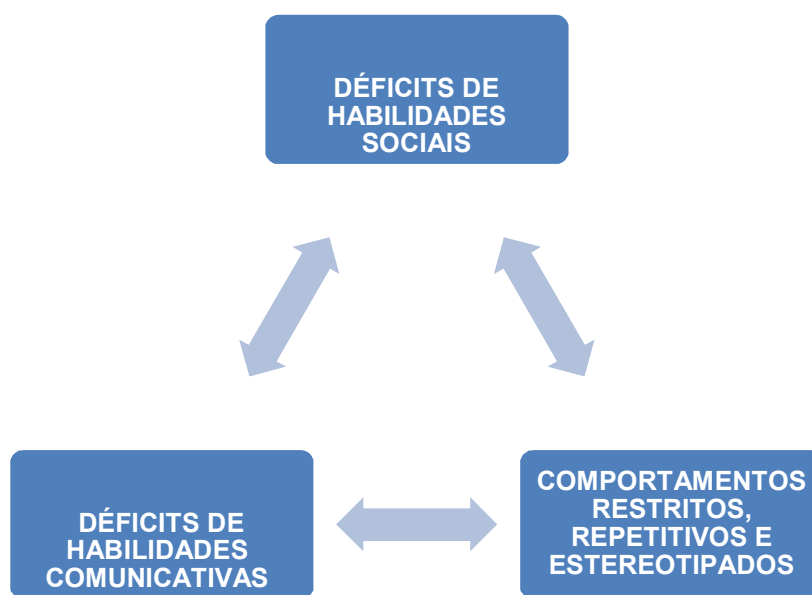 DÉFICITS DE
HABILIDADES
SOCIAIS
DÉFICITS DE
HABILIDADES
COMUNICATIVAS
COMPORTAMENTOS
RESTRITOS,
REPETITIVOS E
ESTEREOTIPADOS